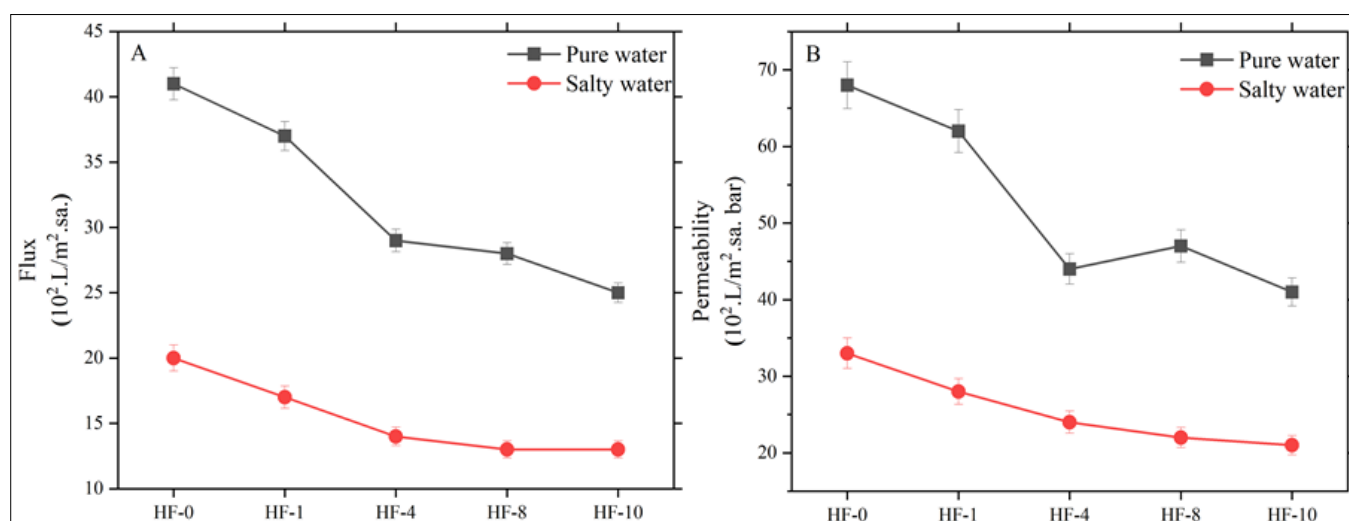 A
Pure water
Salty water
Flux
(10².L/m².sa.)
45
40
35
30
25
20
15
10
HF-0 HF-1 HF-4 HF-8 HF-10
B
Pure water
Salty water
Permeability
(10².L/m².sa. bar)
70
60
50
40
30
20
HF-0 HF-1 HF-4 HF-8 HF-10